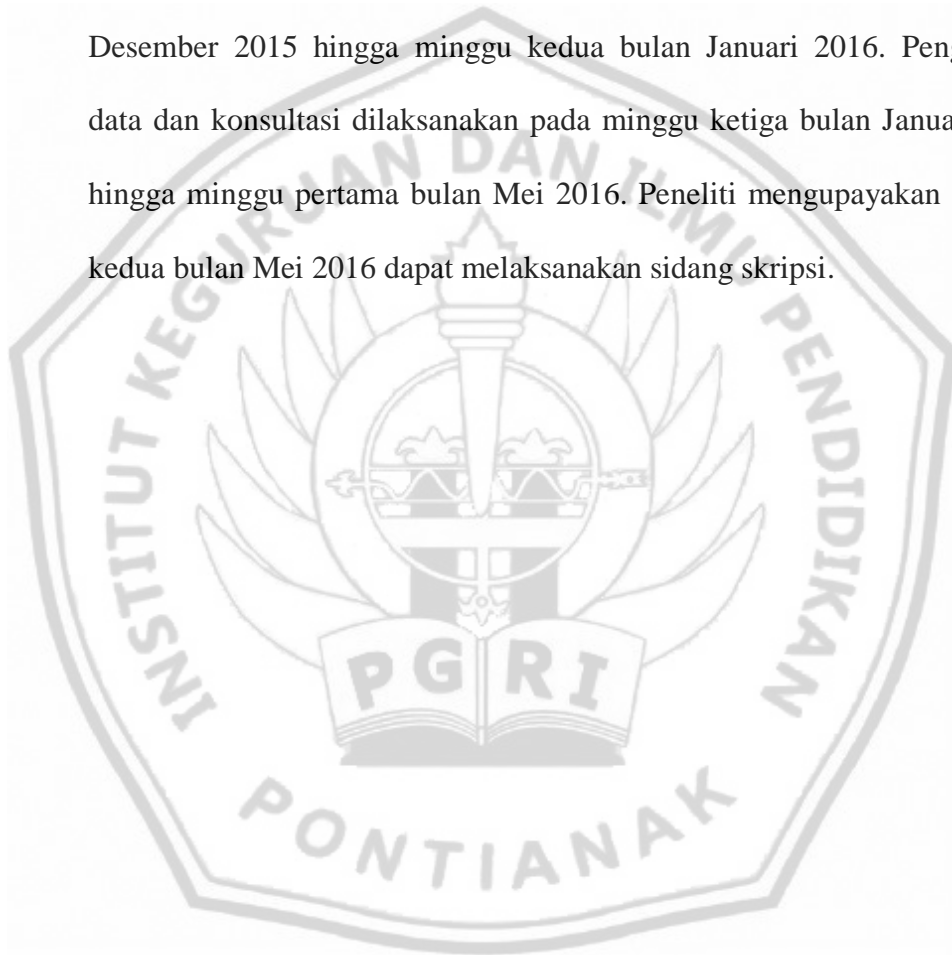 Desember 2015 hingga minggu kedua bulan Januari 2016.
data dan konsultasi dilaksanakan pada minggu ketiga bulan
hingga minggu pertama bulan Mei 2016. Peneliti mengupayakan
kedua bulan Mei 2016 dapat melaksanakan sidang skripsi.
INSTITUT KEGURUAN DAN ILMU PENDIDIKAN
PGRI
PONTIANAK